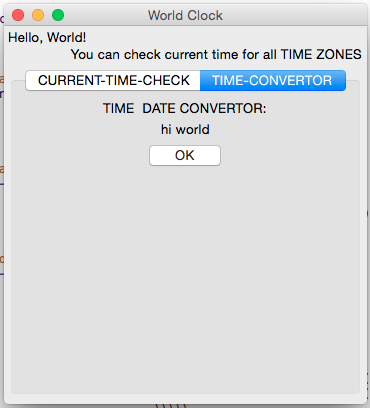 World Clock
Hello, World!
You can check current time for all TIME ZONES
CURRENT-TIME-CHECK TIME-CONVERTOR
TIME  DATE CONVERTOR:
hi world
OK